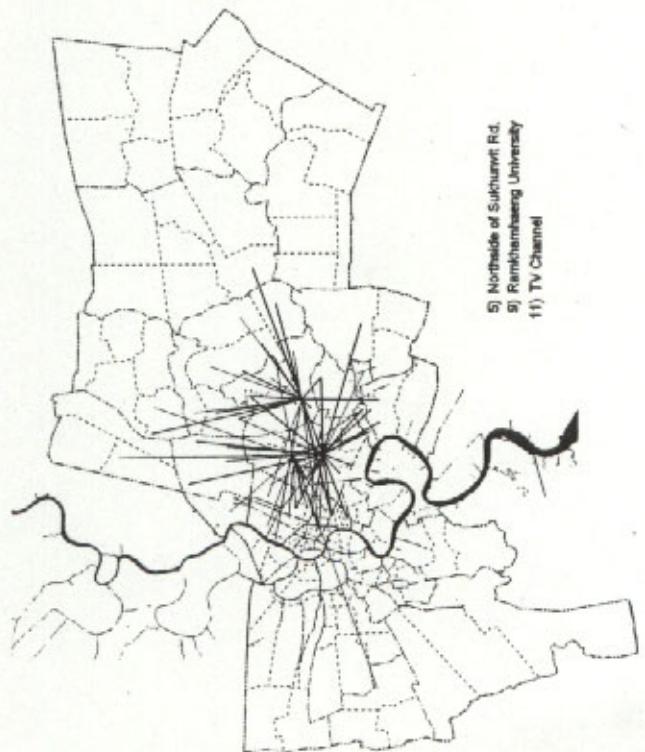 5) Northside of Sukhumvit Rd.
9) Ramkhamhaeng University
11) TV Channel